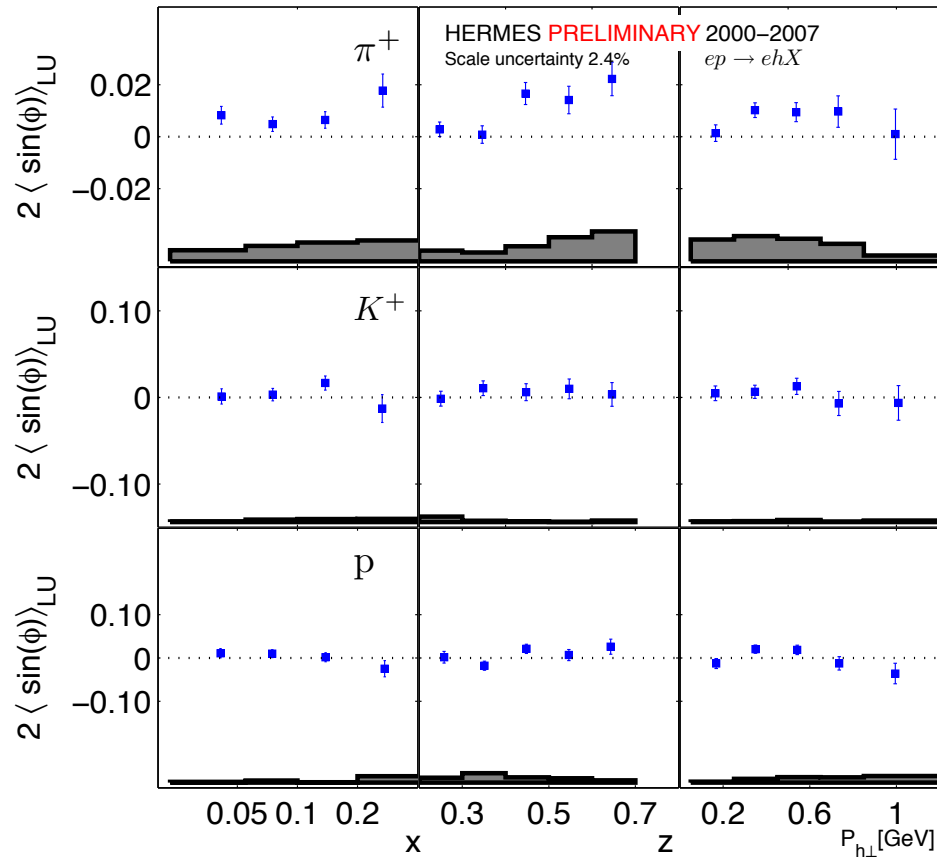 π+ HERMES PRELIMINARY 2000−2007
Scale uncertainty 2.4% ep → ehX
2 ⟨ sin(ϕ)⟩LU
0.02
0
−0.02
K+
2 ⟨ sin(ϕ)⟩LU
0.10
0
−0.10
p
2 ⟨ sin(ϕ)⟩LU
0.10
0
−0.10
0.05 0.1 0.2 0.3 0.5 0.7 0.2 0.6 1
x z Ph⊥[GeV]